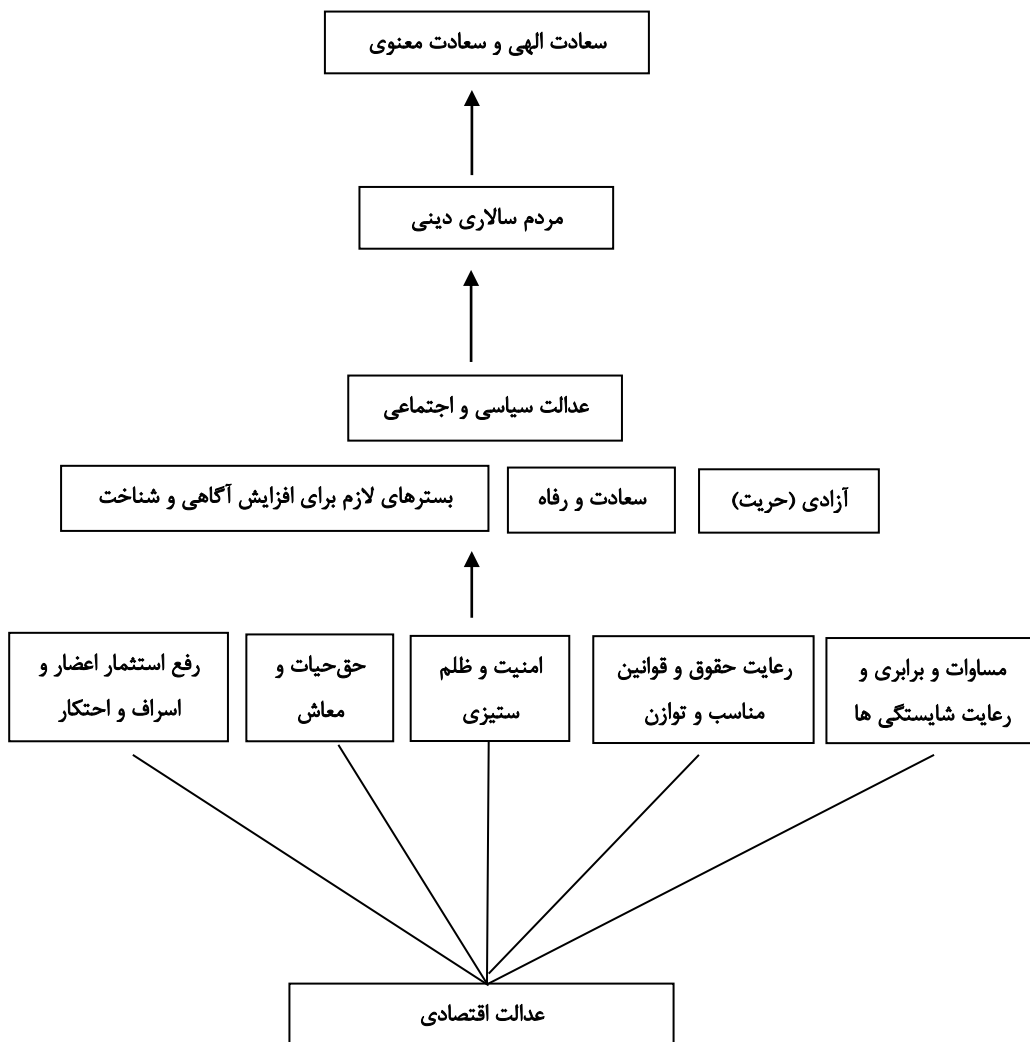 سعادت الهی و سعادت معنوی
مردم سالاری دینی
عدالت سیاسی و اجتماعی
آزادی (حریت)
سعادت و رفاه
بسترهای لازم برای افزایش آگاهی و شناخت
مساوات و برابری و
رعایت شایستگی ها
رعایت حقوق و قوانین
مناسب و توازن
امنیت و ظلم
ستیزی
حق‌حیات و
معاش
رفع استثمار اعضار و
اسراف و احتکار
عدالت اقتصادی